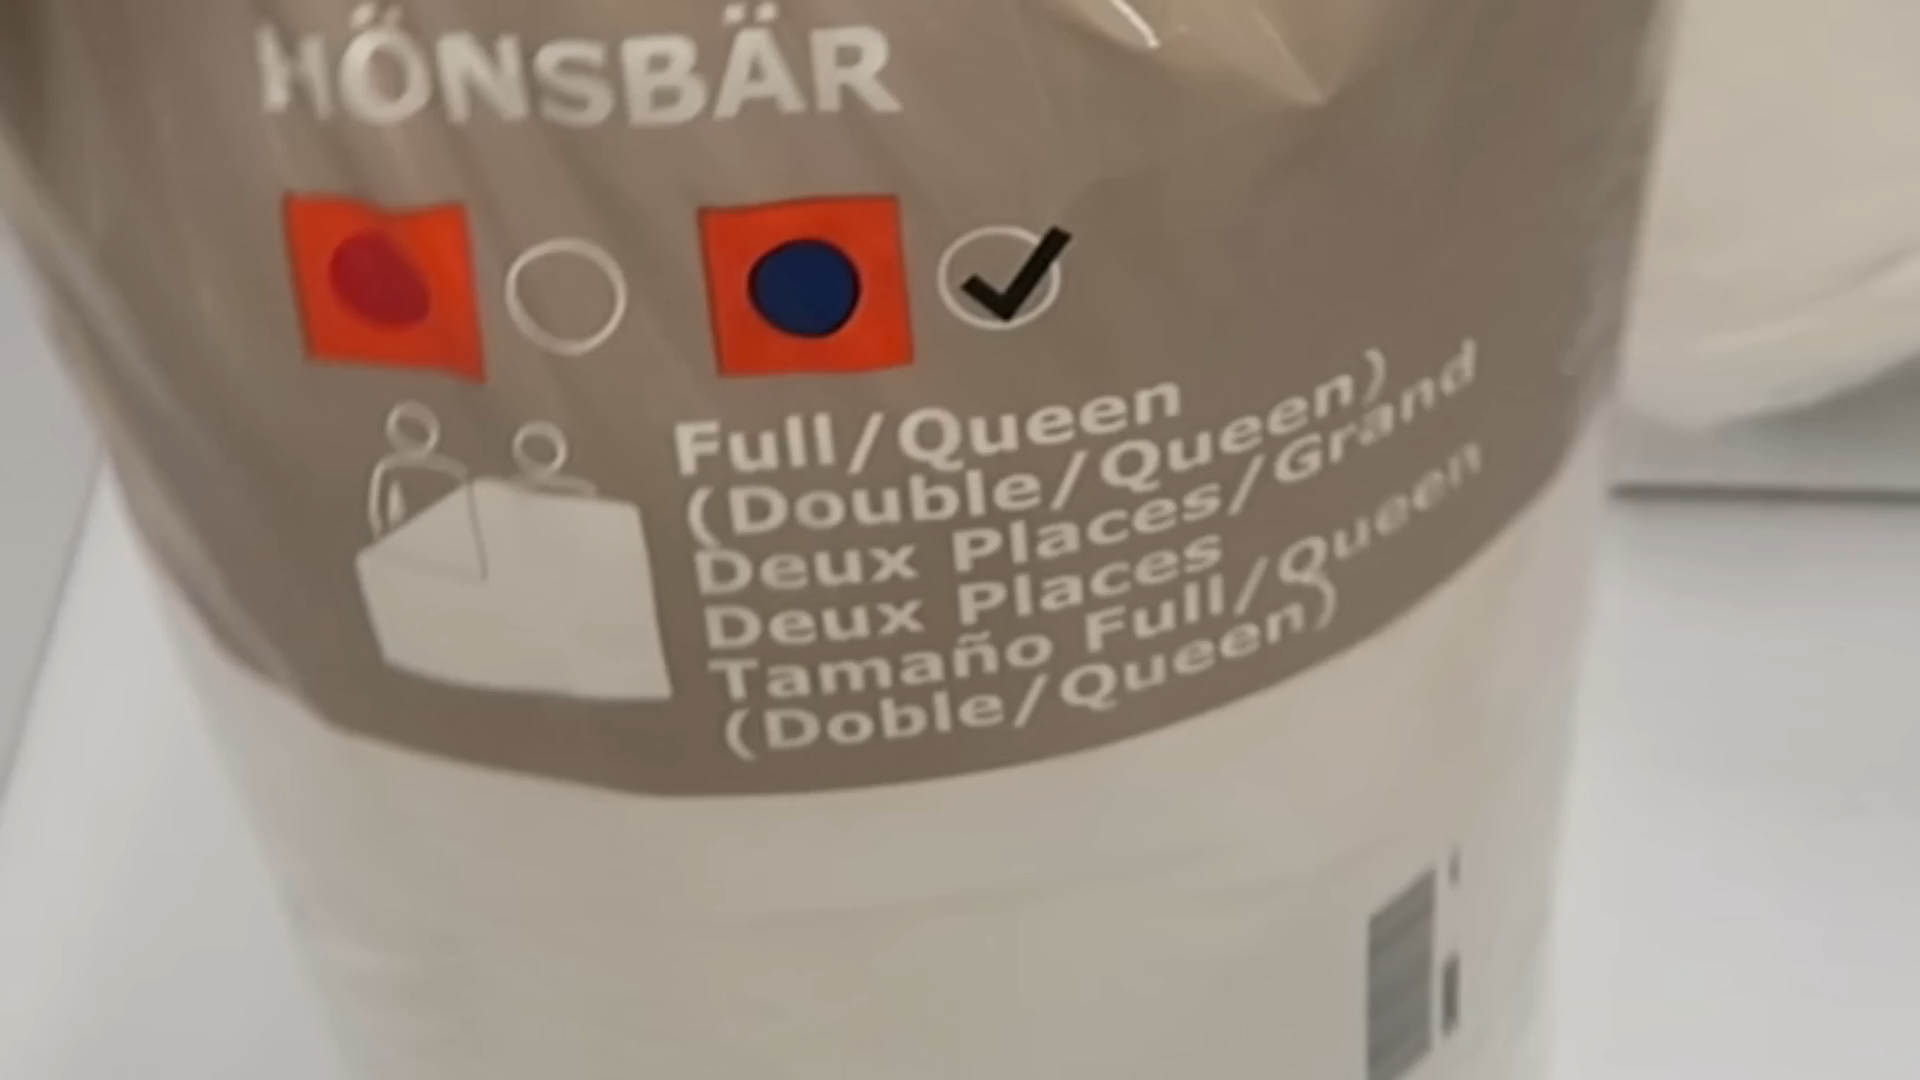 HÖNSBÄR
Full/Queen
(Double/Queen)
Deux Places/Grand
Deux Places
Tamaño Full/Queen
(Doble/Queen)